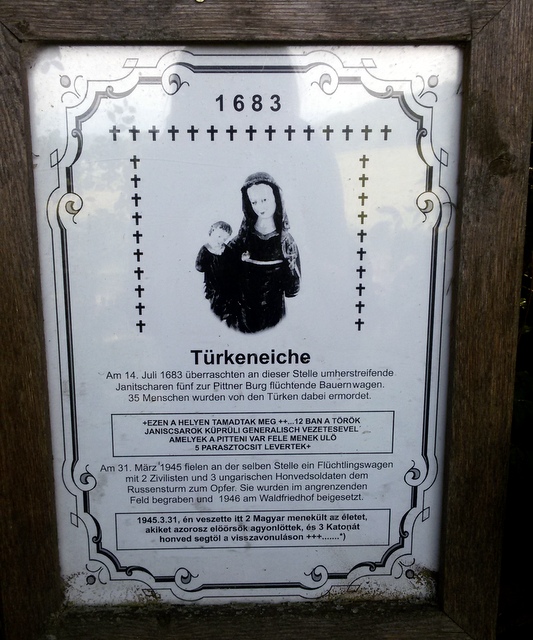 1683
Türkeneiche
Am 14. Juli 1683 überraschten an dieser Stelle umherstreifende
Janitscharen fünf zur Pittner Burg flüchtende Bauernwagen.
35 Menschen wurden von den Türken dabei ermordet.
+EZEN A HELYEN TAMADTAK MEG ++...12 BAN A TÖRÖK
JANISCSAROK KÜPRÜLI GENERALISCH VEZETESEVEL
AMELYEK A PITTENI VAR FELE MENEK ULÖ
5 PARASZTOCSIT LEVERTEK+
Am 31. März 1945 fielen an der selben Stelle ein Flüchtlingswagen
mit 2 Zivilisten und 3 ungarischen Honvedsoldaten dem
Russensturm zum Opfer. Sie wurden im angrenzenden
Feld begraben und 1946 am Waldfriedhof beigesetzt.
1945.3.31, én veszette itt 2 Magyar menekült az életet,
akiket azorosz elöörsök agyonlöttek, és 3 Katonát
honved segtöl a visszavonuláson +++.......*)